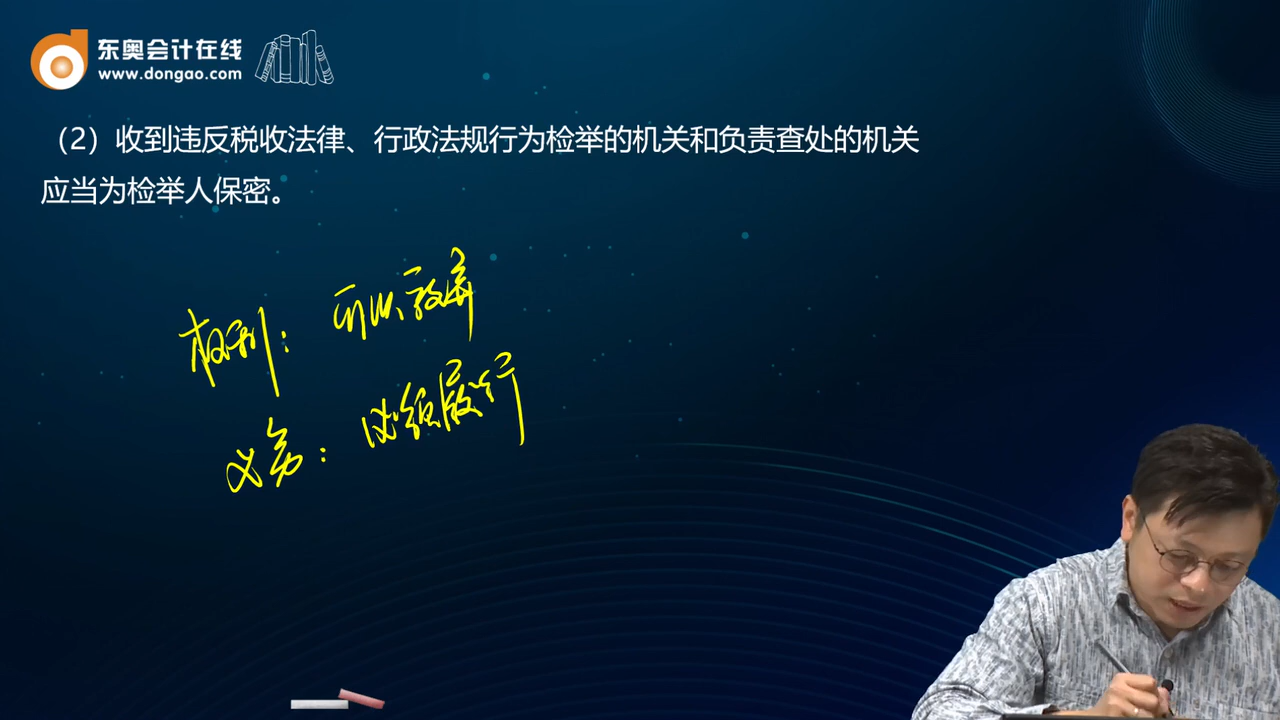 东奥会计在线
www.dongao.com
（2）收到违反税收法律、行政法规行为检举的机关和负责查处的机关
应当为检举人保密。
权利：可以放弃
义务：必须履行